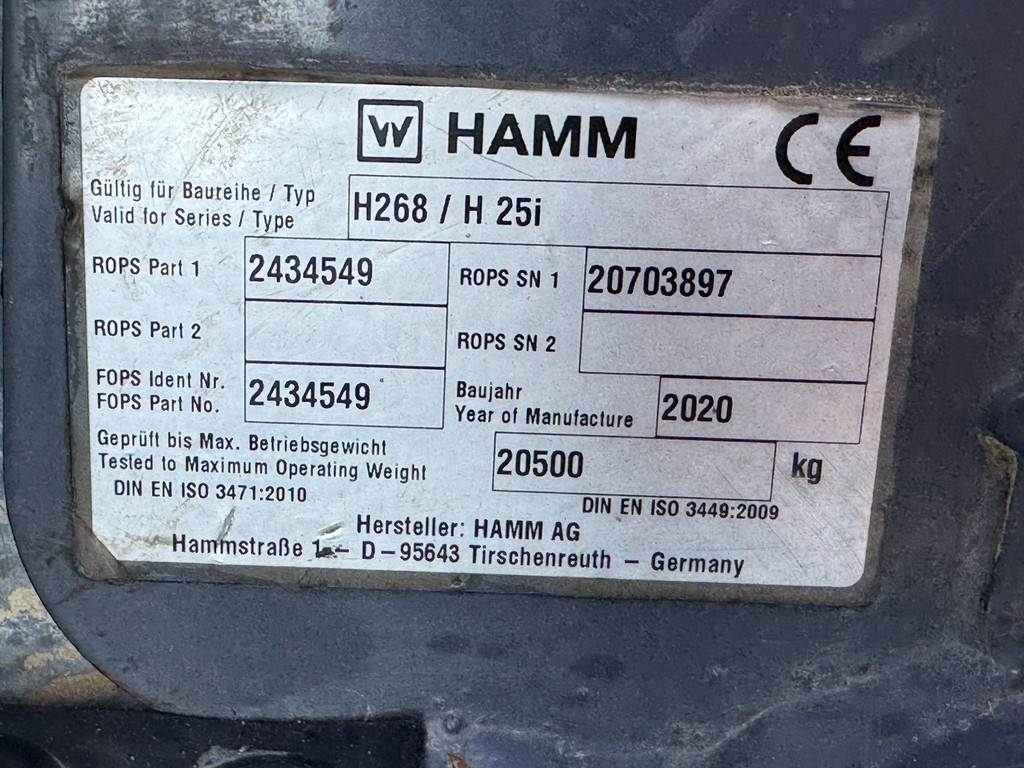 W HAMM CE
Gültig für Baureihe / Typ
Valid for Series / Type H268 / H 25i
ROPS Part 1 2434549 ROPS SN 1 20703897
ROPS Part 2 ROPS SN 2
FOPS Ident Nr.
FOPS Part No. 2434549
Baujahr
Year of Manufacture 2020
Geprüft bis Max. Betriebsgewicht
Tested to Maximum Operating Weight 20500 kg
DIN EN ISO 3471:2010 DIN EN ISO 3449:2009
Hersteller: HAMM AG
Hammstraße 1 – D–95643 Tirschenreuth – Germany